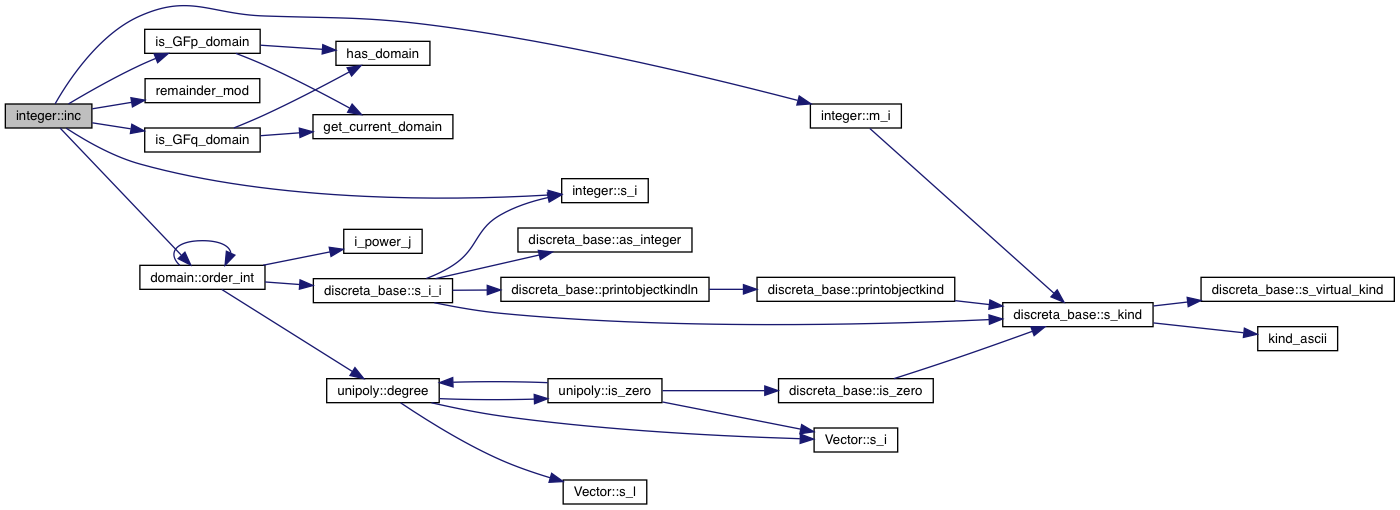 integer::inc
is_GFp_domain
remainder_mod
is_GFq_domain
has_domain
get_current_domain
integer::m_i
integer::s_i
discreta_base::as_integer
i_power_j
domain::order_int
discreta_base::s_i_i
discreta_base::printobjectkindln
discreta_base::printobjectkind
discreta_base::s_kind
discreta_base::s_virtual_kind
kind_ascii
unipoly::degree
unipoly::is_zero
discreta_base::is_zero
Vector::s_i
Vector::s_l